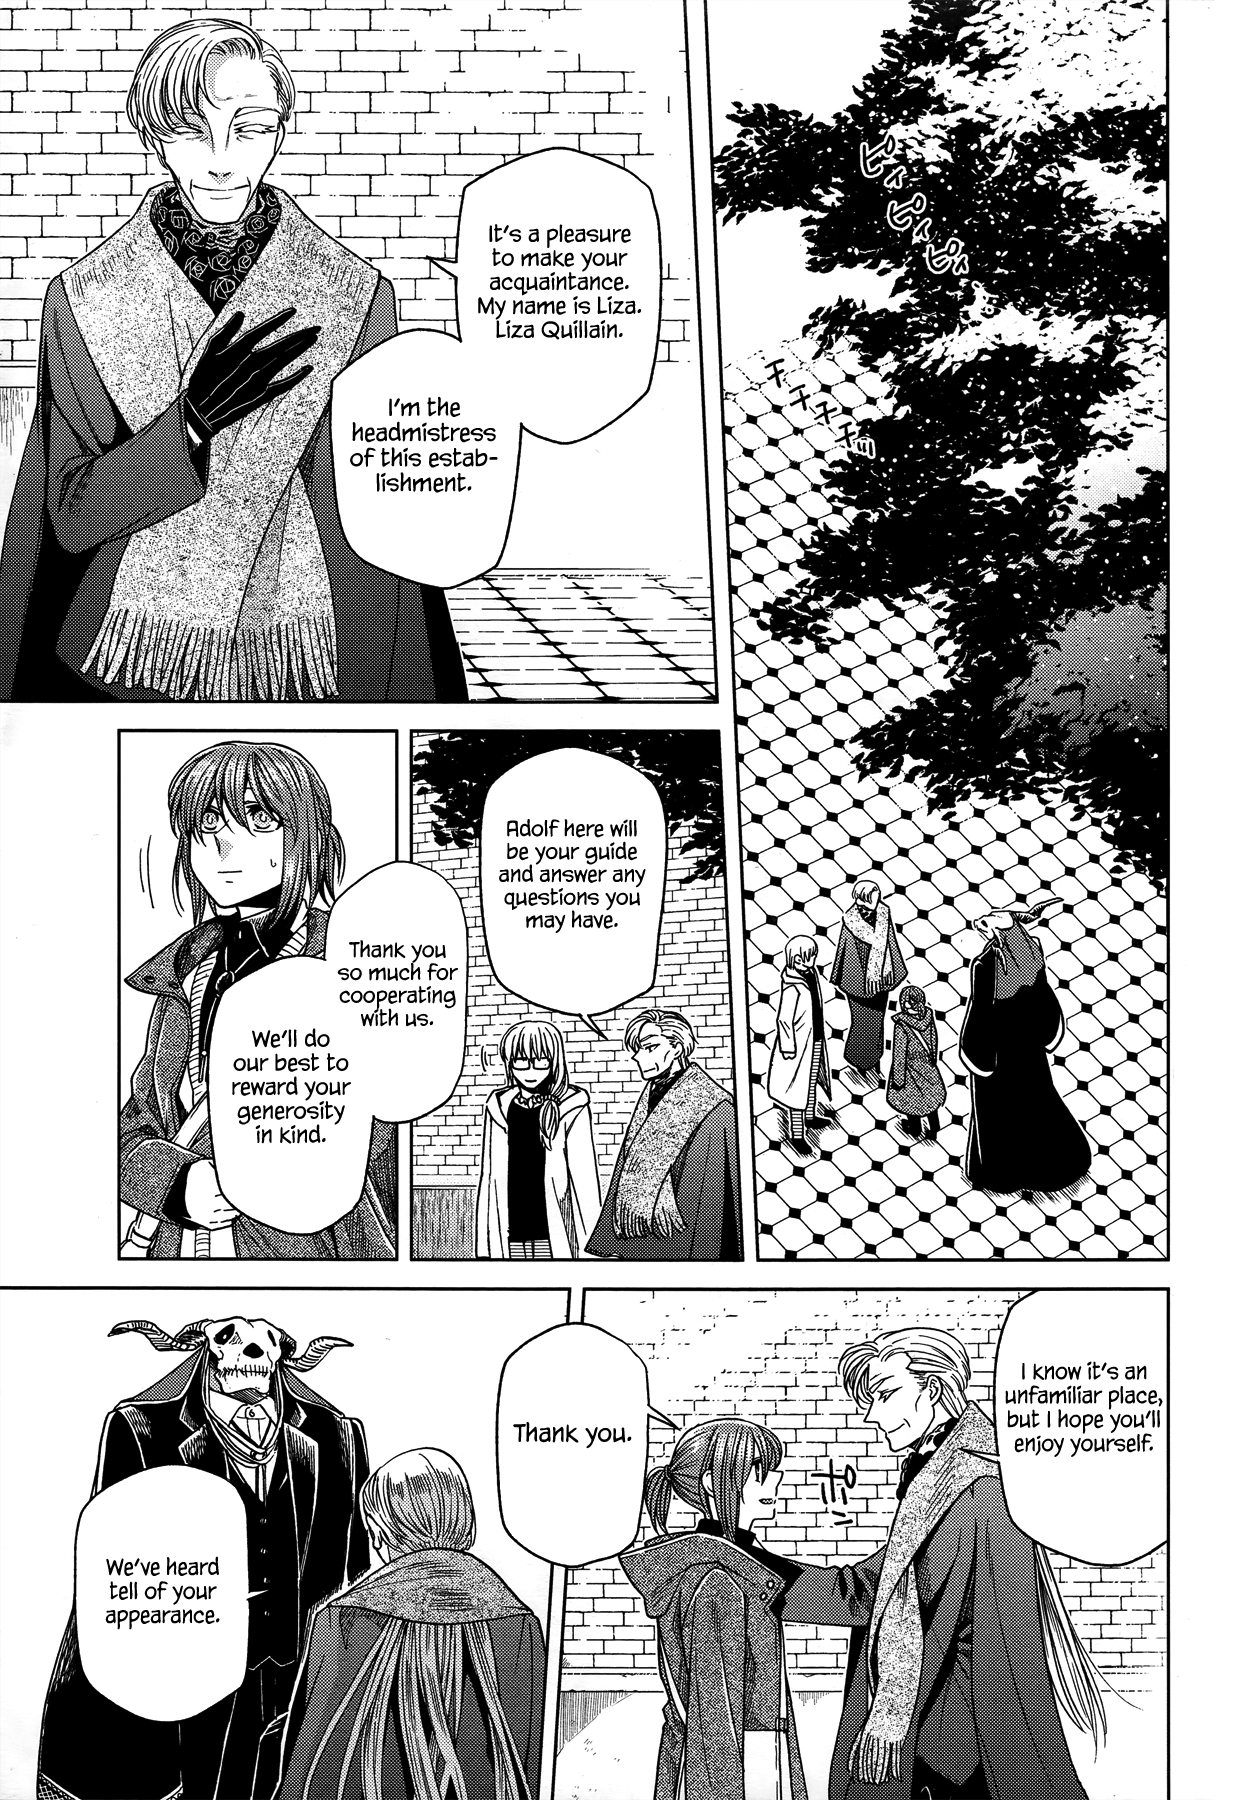 ピィ
ピィ
ピィ
チチチチ
It's a pleasure
to make your
acquaintance.
My name is Liza.
Liza Quillain.
I'm the
headmistress
of this estab-
lishment.
Adolf here will
be your guide
and answer any
questions you
may have.
Thank you
so much for
cooperating
with us.
We'll do
our best to
reward your
generosity
in kind.
I know it's an
unfamiliar place,
but I hope you'll
enjoy yourself.
ポン
Thank you.
We've heard
tell of your
appearance.